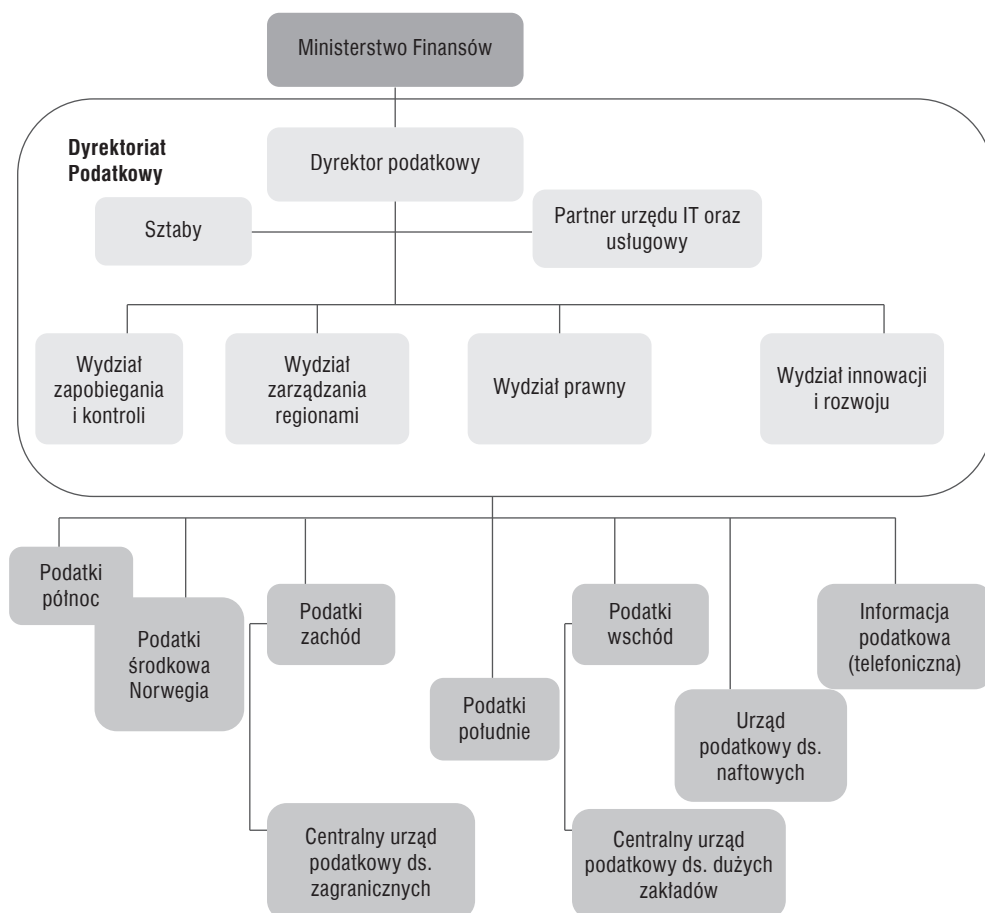 Ministerstwo Finansów
Dyrektoriat
Podatkowy
Dyrektor podatkowy
Sztaby
Partner urzędu IT oraz
usługowy
Wydział
zapobiegania
i kontroli
Wydział
zarządzania
regionami
Wydział prawny
Wydział innowacji
i rozwoju
Podatki
północ
Podatki
środkowa
Norwegia
Podatki
zachód
Podatki
południe
Podatki
wschód
Urząd
podatkowy ds.
naftowych
Informacja
podatkowa
(telefoniczna)
Centralny urząd
podatkowy ds.
zagranicznych
Centralny urząd
podatkowy ds. dużych
zakładów